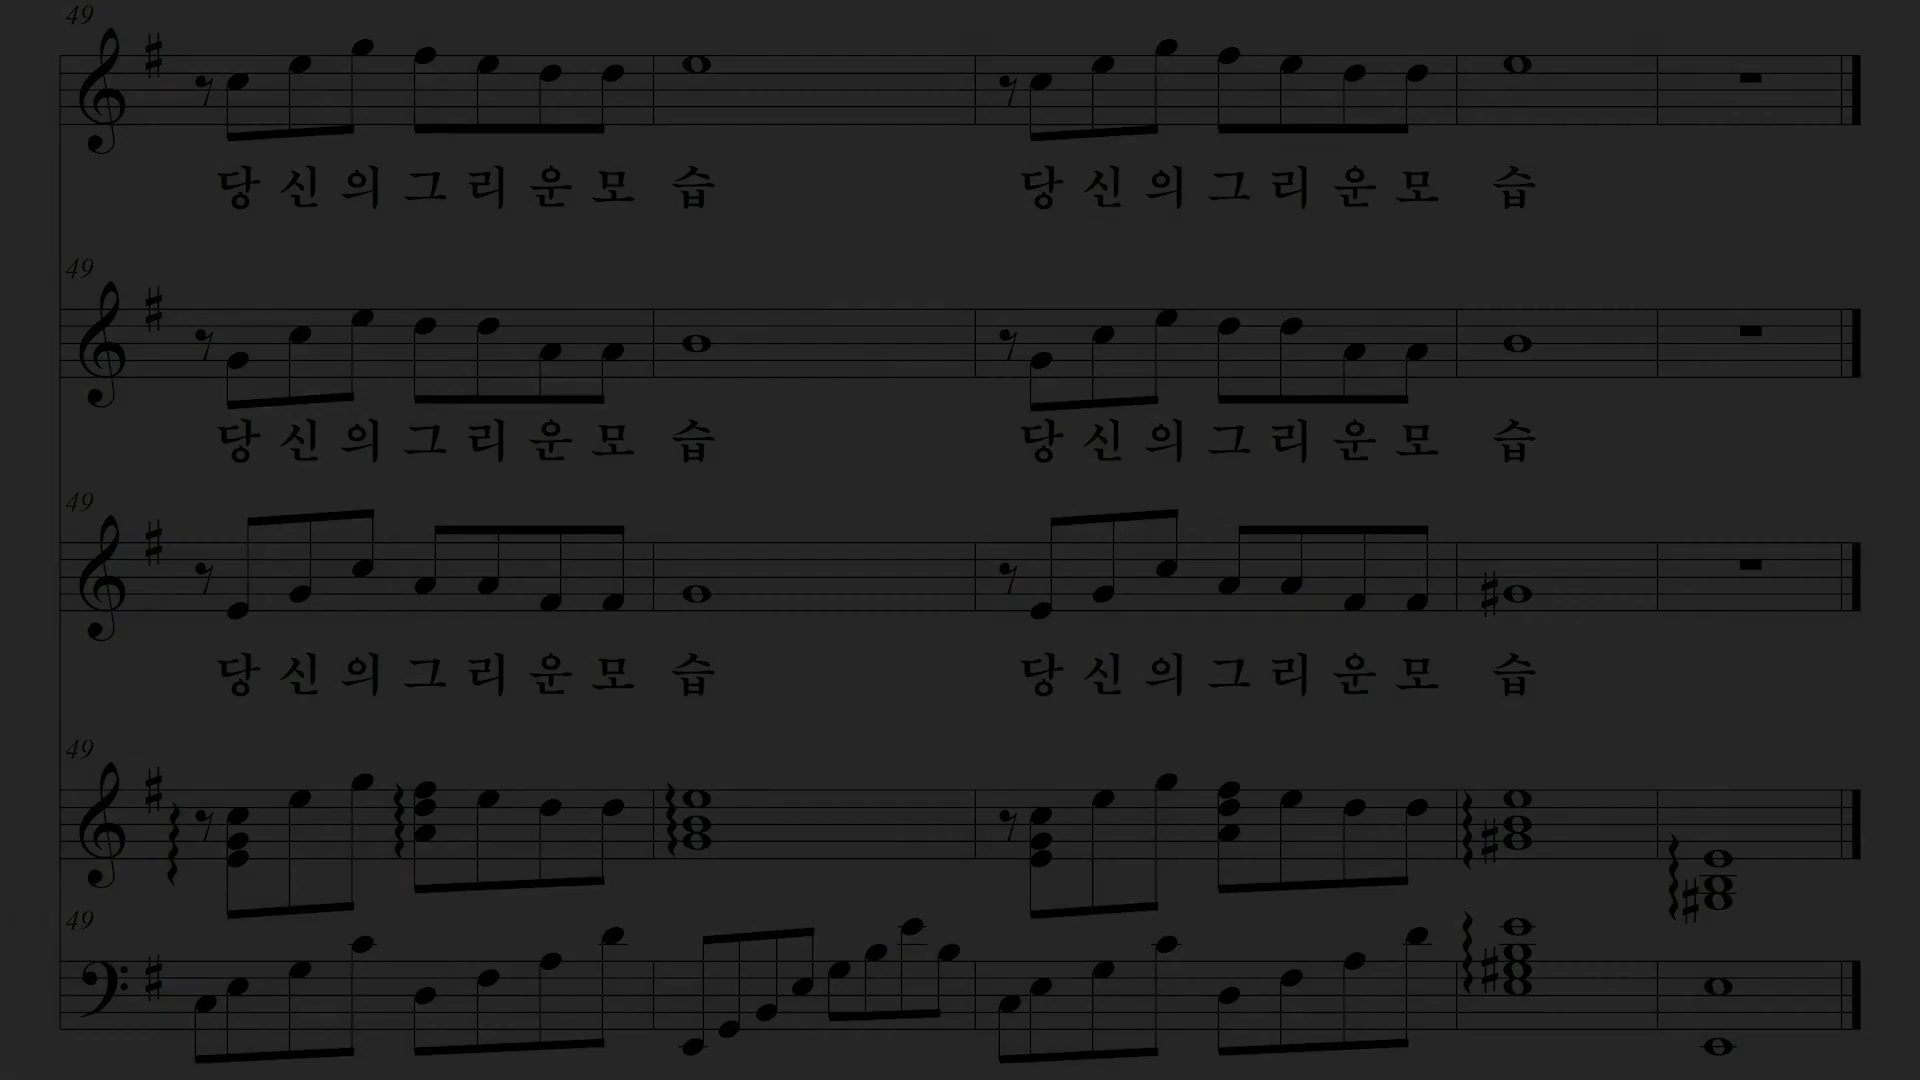 49
당 신 의 그 리 운 모 습 당 신 의 그 리 운 모 습
49
당 신 의 그 리 운 모 습 당 신 의 그 리 운 모 습
49
당 신 의 그 리 운 모 습 당 신 의 그 리 운 모 습
49
49